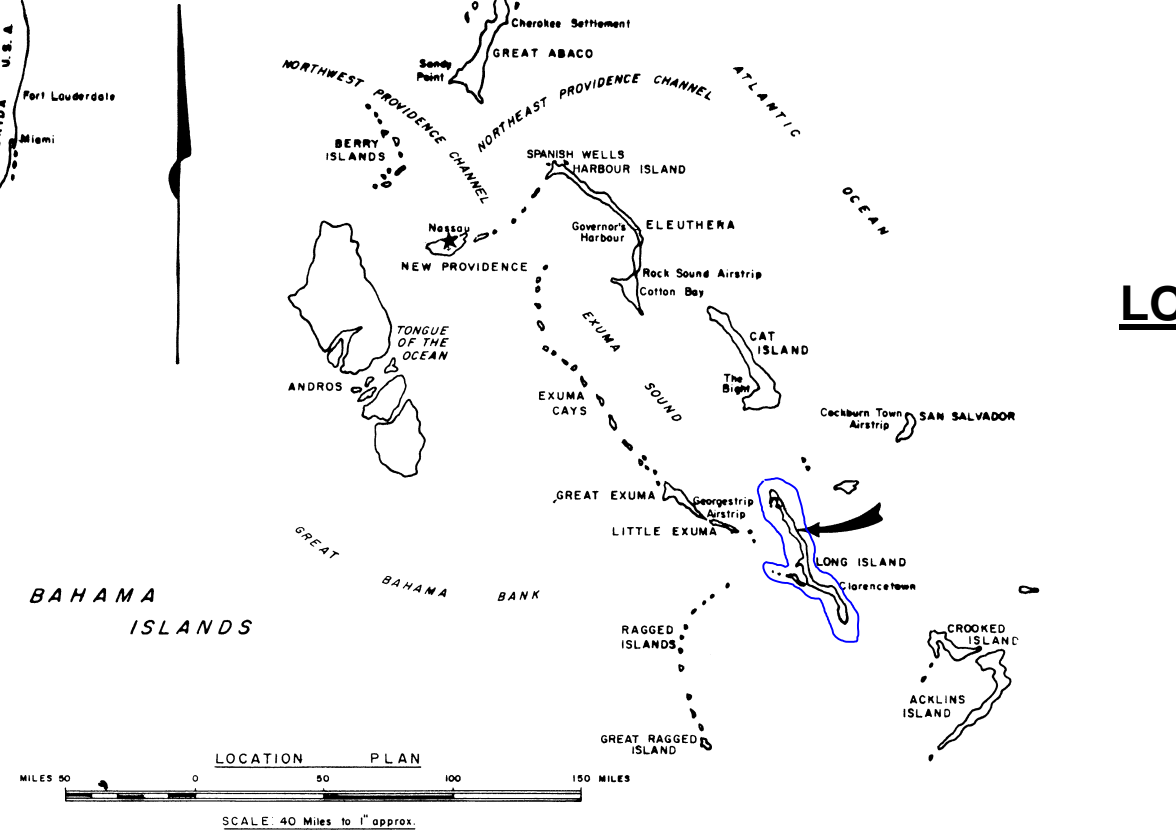 U.S.A
Fort Lauderdale
Miami
Cherokee Settlement
GREAT ABACO
Sandy
Point
NORTHWEST PROVIDENCE CHANNEL
NORTHEAST PROVIDENCE CHANNEL
ATLANTIC
OCEAN
BERRY
ISLANDS
SPANISH WELLS
HARBOUR ISLAND
Nassau
NEW PROVIDENCE
Governor's
Harbour
ELEUTHERA
Rock Sound Airstrip
Cotton Bay
LO
TONGUE
OF THE
OCEAN
EXUMA
SOUND
CAT
ISLAND
The
Bight
ANDROS
EXUMA
CAYS
Cockburn Town
Airstrip
SAN SALVADOR
GREAT EXUMA
Georgestrip
Airstrip
LITTLE EXUMA
LONG ISLAND
Clarencetown
GREAT
BAHAMA
BANK
BAHAMA
ISLANDS
RAGGED
ISLANDS
CROOKED
ISLAND
ACKLINS
ISLAND
GREAT RAGGED
ISLAND
LOCATION PLAN
MILES 50 0 50 100 150 MILES
SCALE: 40 Miles to 1" approx.